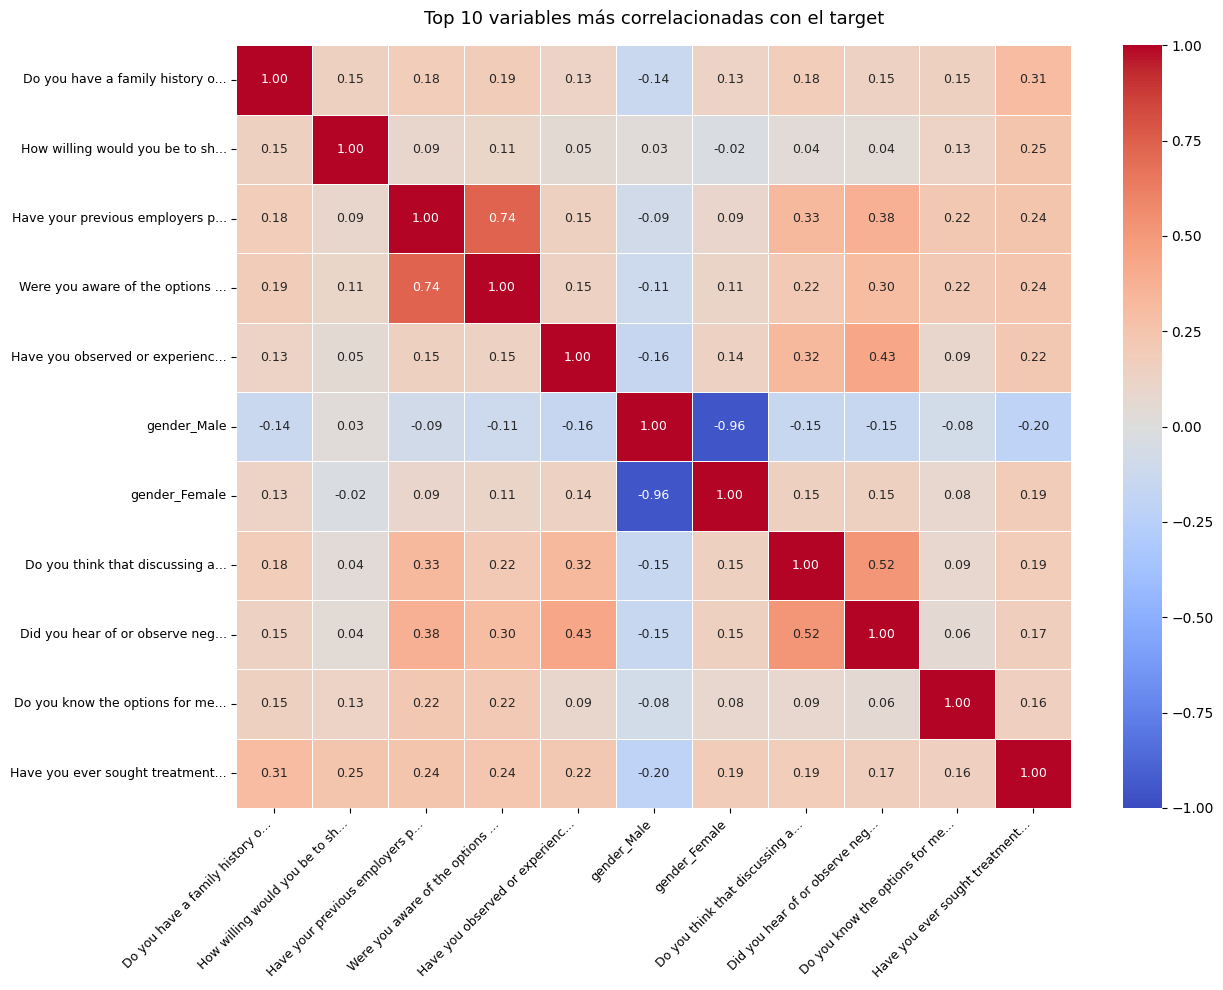 Top 10 variables más correlacionadas con el target
Do you have a family history o...
1.00 0.15 0.18 0.19 0.13 -0.14 0.13 0.18 0.15 0.15 0.31
How willing would you be to sh...
0.15 1.00 0.09 0.11 0.05 0.03 -0.02 0.04 0.04 0.13 0.25
Have your previous employers p...
0.18 0.09 1.00 0.74 0.15 -0.09 0.09 0.33 0.38 0.22 0.24
Were you aware of the options ...
0.19 0.11 0.74 1.00 0.15 -0.11 0.11 0.22 0.30 0.22 0.24
Have you observed or experienc...
0.13 0.05 0.15 0.15 1.00 -0.16 0.14 0.32 0.43 0.09 0.22
gender_Male
-0.14 0.03 -0.09 -0.11 -0.16 1.00 -0.96 -0.15 -0.15 -0.08 -0.20
gender_Female
0.13 -0.02 0.09 0.11 0.14 -0.96 1.00 0.15 0.15 0.08 0.19
Do you think that discussing a...
0.18 0.04 0.33 0.22 0.32 -0.15 0.15 1.00 0.52 0.09 0.19
Did you hear of or observe neg...
0.15 0.04 0.38 0.30 0.43 -0.15 0.15 0.52 1.00 0.06 0.17
Do you know the options for me...
0.15 0.13 0.22 0.22 0.09 -0.08 0.08 0.09 0.06 1.00 0.16
Have you ever sought treatment...
0.31 0.25 0.24 0.24 0.22 -0.20 0.19 0.19 0.17 0.16 1.00
Do you have a family history o...
How willing would you be to sh...
Have your previous employers p...
Were you aware of the options ...
Have you observed or experienc...
gender_Male
gender_Female
Do you think that discussing a...
Did you hear of or observe neg...
Do you know the options for me...
Have you ever sought treatment...
1.00
0.75
0.50
0.25
0.00
−0.25
−0.50
−0.75
−1.00